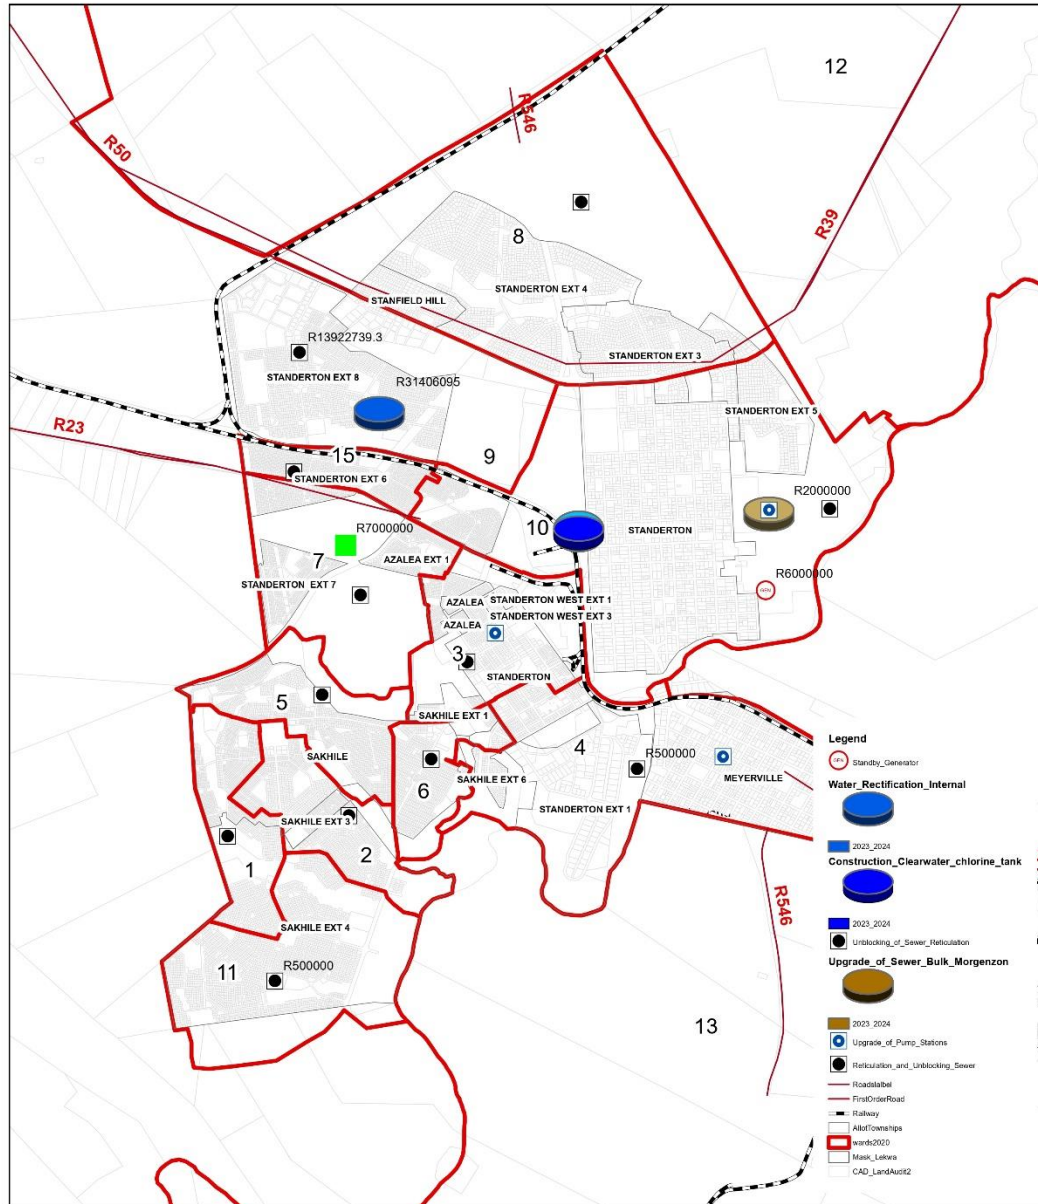 12
R546
R50
R39
8
STANDERTON EXT 4
STANFIELD HILL
R13922739.3
STANDERTON EXT 3
STANDERTON EXT 8
R31406095
STANDERTON EXT 5
R23
15
9
STANDERTON EXT 6
R2000000
R7000000
10
STANDERTON
7
AZALEA EXT 1
STANDERTON EXT 7
R6000000
GEN
AZALEA
STANDERTON WEST EXT 1
STANDERTON WEST EXT 3
AZALEA
3
STANDERTON
5
SAKHILE EXT 1
4
SAKHILE
R500000
6
SAKHILE EXT 6
MEYERVILLE
STANDERTON EXT 1
SAKHILE EXT 3
2
1
R546
SAKHILE EXT 4
11
R500000
13
Legend
GEN
Standby_Generator
Water_Rectification_Internal
2023_2024
Construction_Clearwater_chlorine_tank
2023_2024
Unblocking_of_Sewer_Reticulation
Upgrade_of_Sewer_Bulk_Morgenzon
2023_2024
Upgrade_of_Pump_Stations
Reticulation_and_Unblocking_Sewer
Roadslalbel
FirstOrderRoad
Railway
AllotTownships
wards2020
Mask_Lekwa
CAD_LandAudit2